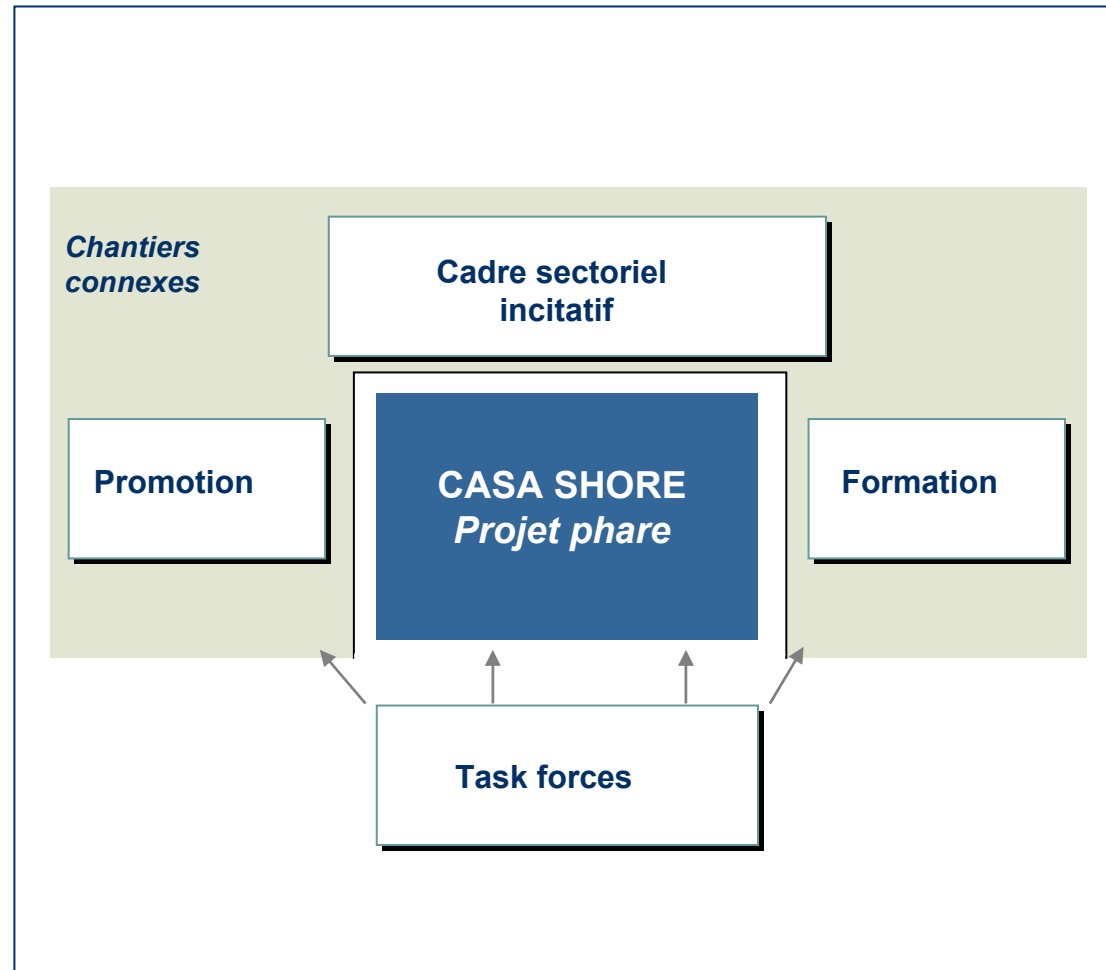 Chantiers
connexes
Cadre sectoriel
incitatif
Promotion
CASA SHORE
Projet phare
Formation
Task forces